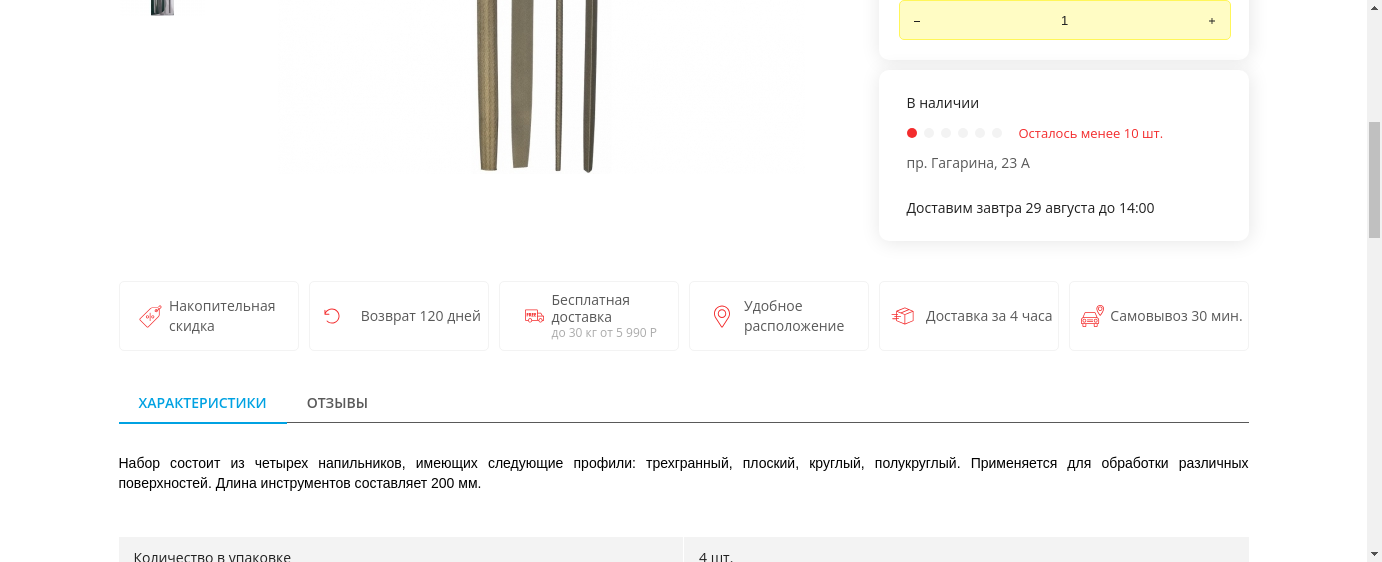 – 1 +
В наличии
Осталось менее 10 шт.
пр. Гагарина, 23 А
Доставим завтра 29 августа до 14:00
Накопительная
скидка
Возврат 120 дней
Бесплатная
доставка
до 30 кг от 5 990 Р
Удобное
расположение
Доставка за 4 часа
Самовывоз 30 мин.
ХАРАКТЕРИСТИКИ ОТЗЫВЫ
Набор состоит из четырех напильников, имеющих следующие профили: трехгранный, плоский, круглый, полукруглый. Применяется для обработки различных
поверхностей. Длина инструментов составляет 200 мм.
Количество в упаковке 4 шт.